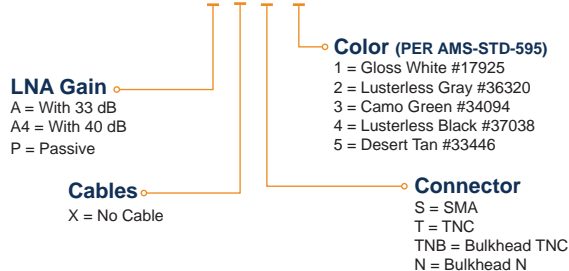 Color (PER AMS-STD-595)
1 = Gloss White #17925
2 = Lusterless Gray #36320
3 = Camo Green #34094
4 = Lusterless Black #37038
5 = Desert Tan #33446
LNA Gain
A = With 33 dB
A4 = With 40 dB
P = Passive
Cables
X = No Cable
Connector
S = SMA
T = TNC
TNB = Bulkhead TNC
N = Bulkhead N